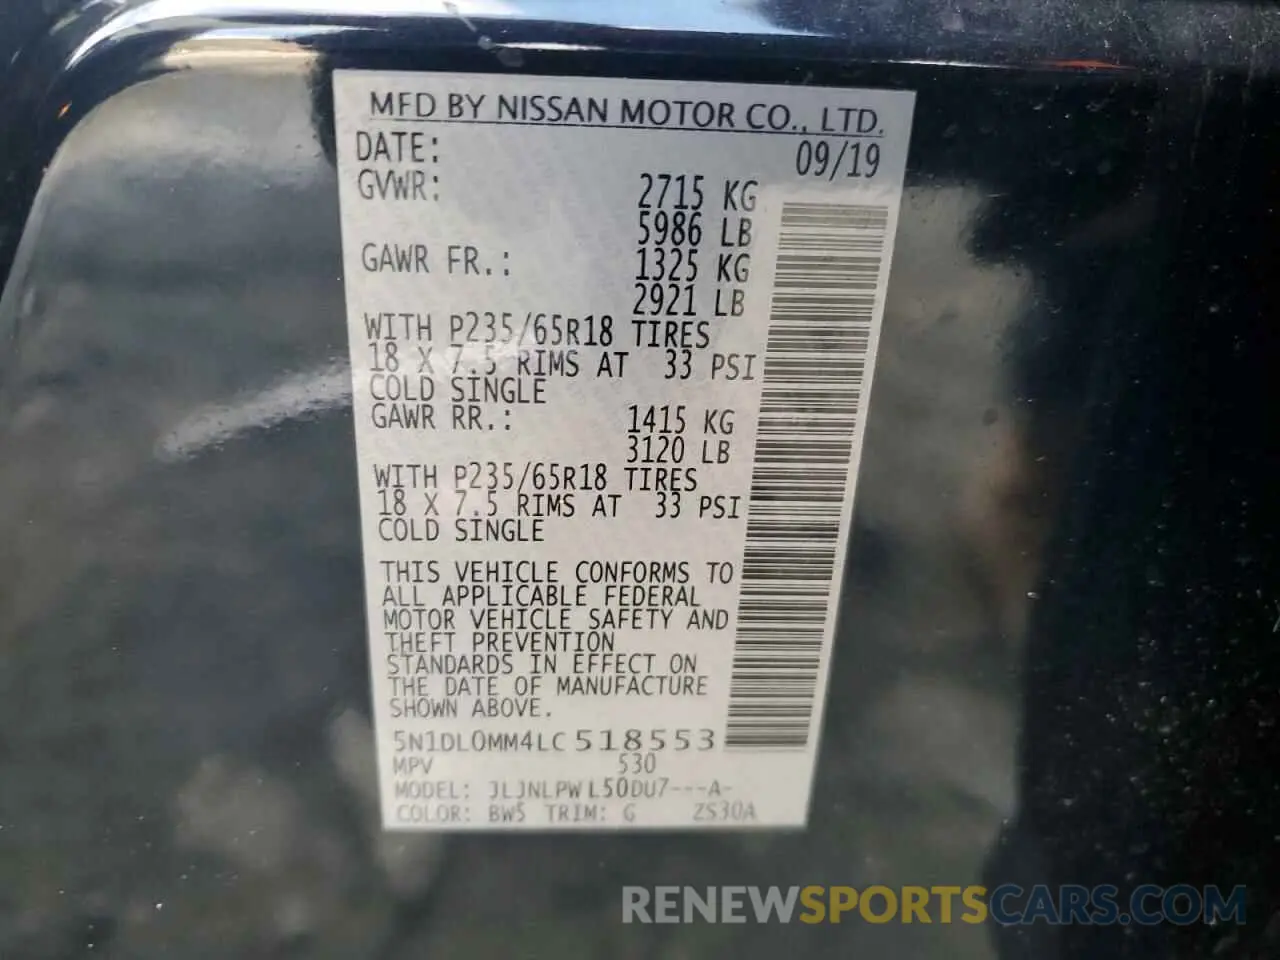 MFD BY NISSAN MOTOR CO., LTD.
DATE: 09/19
GVWR: 2715 KG
5986 LB
GAWR FR.: 1325 KG
2921 LB
WITH P235/65R18 TIRES
18 X 7.5 RIMS AT 33 PSI
COLD SINGLE
GAWR RR.: 1415 KG
3120 LB
WITH P235/65R18 TIRES
18 X 7.5 RIMS AT 33 PSI
COLD SINGLE
THIS VEHICLE CONFORMS TO
ALL APPLICABLE FEDERAL
MOTOR VEHICLE SAFETY AND
THEFT PREVENTION
STANDARDS IN EFFECT ON
THE DATE OF MANUFACTURE
SHOWN ABOVE.
5N1DL0MM4LC518553
MPV 530
MODEL: JLJNLPW L50DU7---A-
COLOR: BW5 TRIM: G ZS30A
RENEWSPORTSCARS.COM